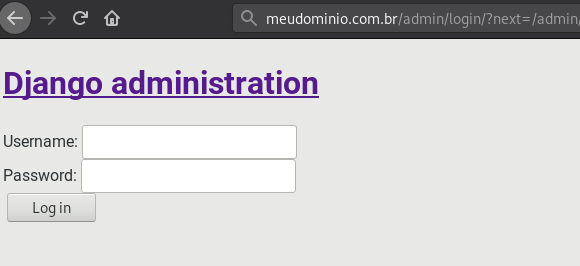 meudominio.com.br/admin/login/?next=/admin/
Django administration
Username:
Password:
Log in